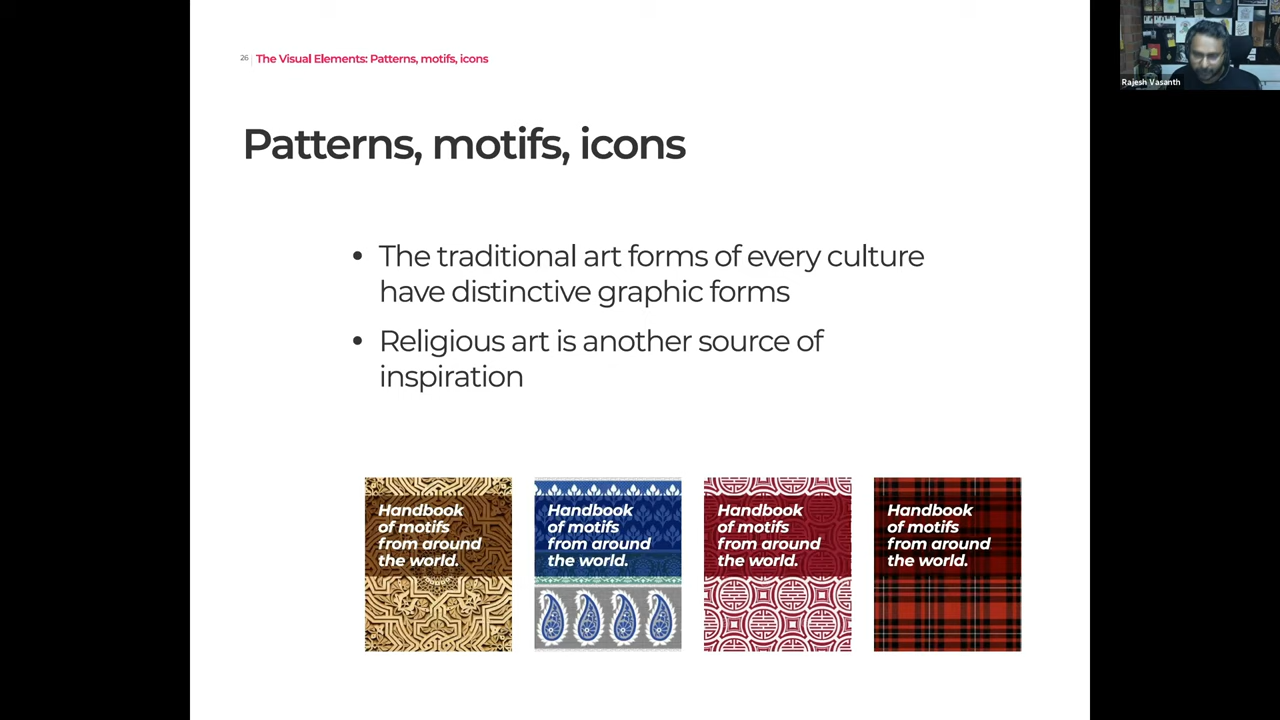 26 The Visual Elements: Patterns, motifs, icons
Rajesh Vasanth
Patterns, motifs, icons
• The traditional art forms of every culture
have distinctive graphic forms
• Religious art is another source of
inspiration
Handbook
of motifs
from around
the world.
Handbook
of motifs
from around
the world.
Handbook
of motifs
from around
the world.
Handbook
of motifs
from around
the world.